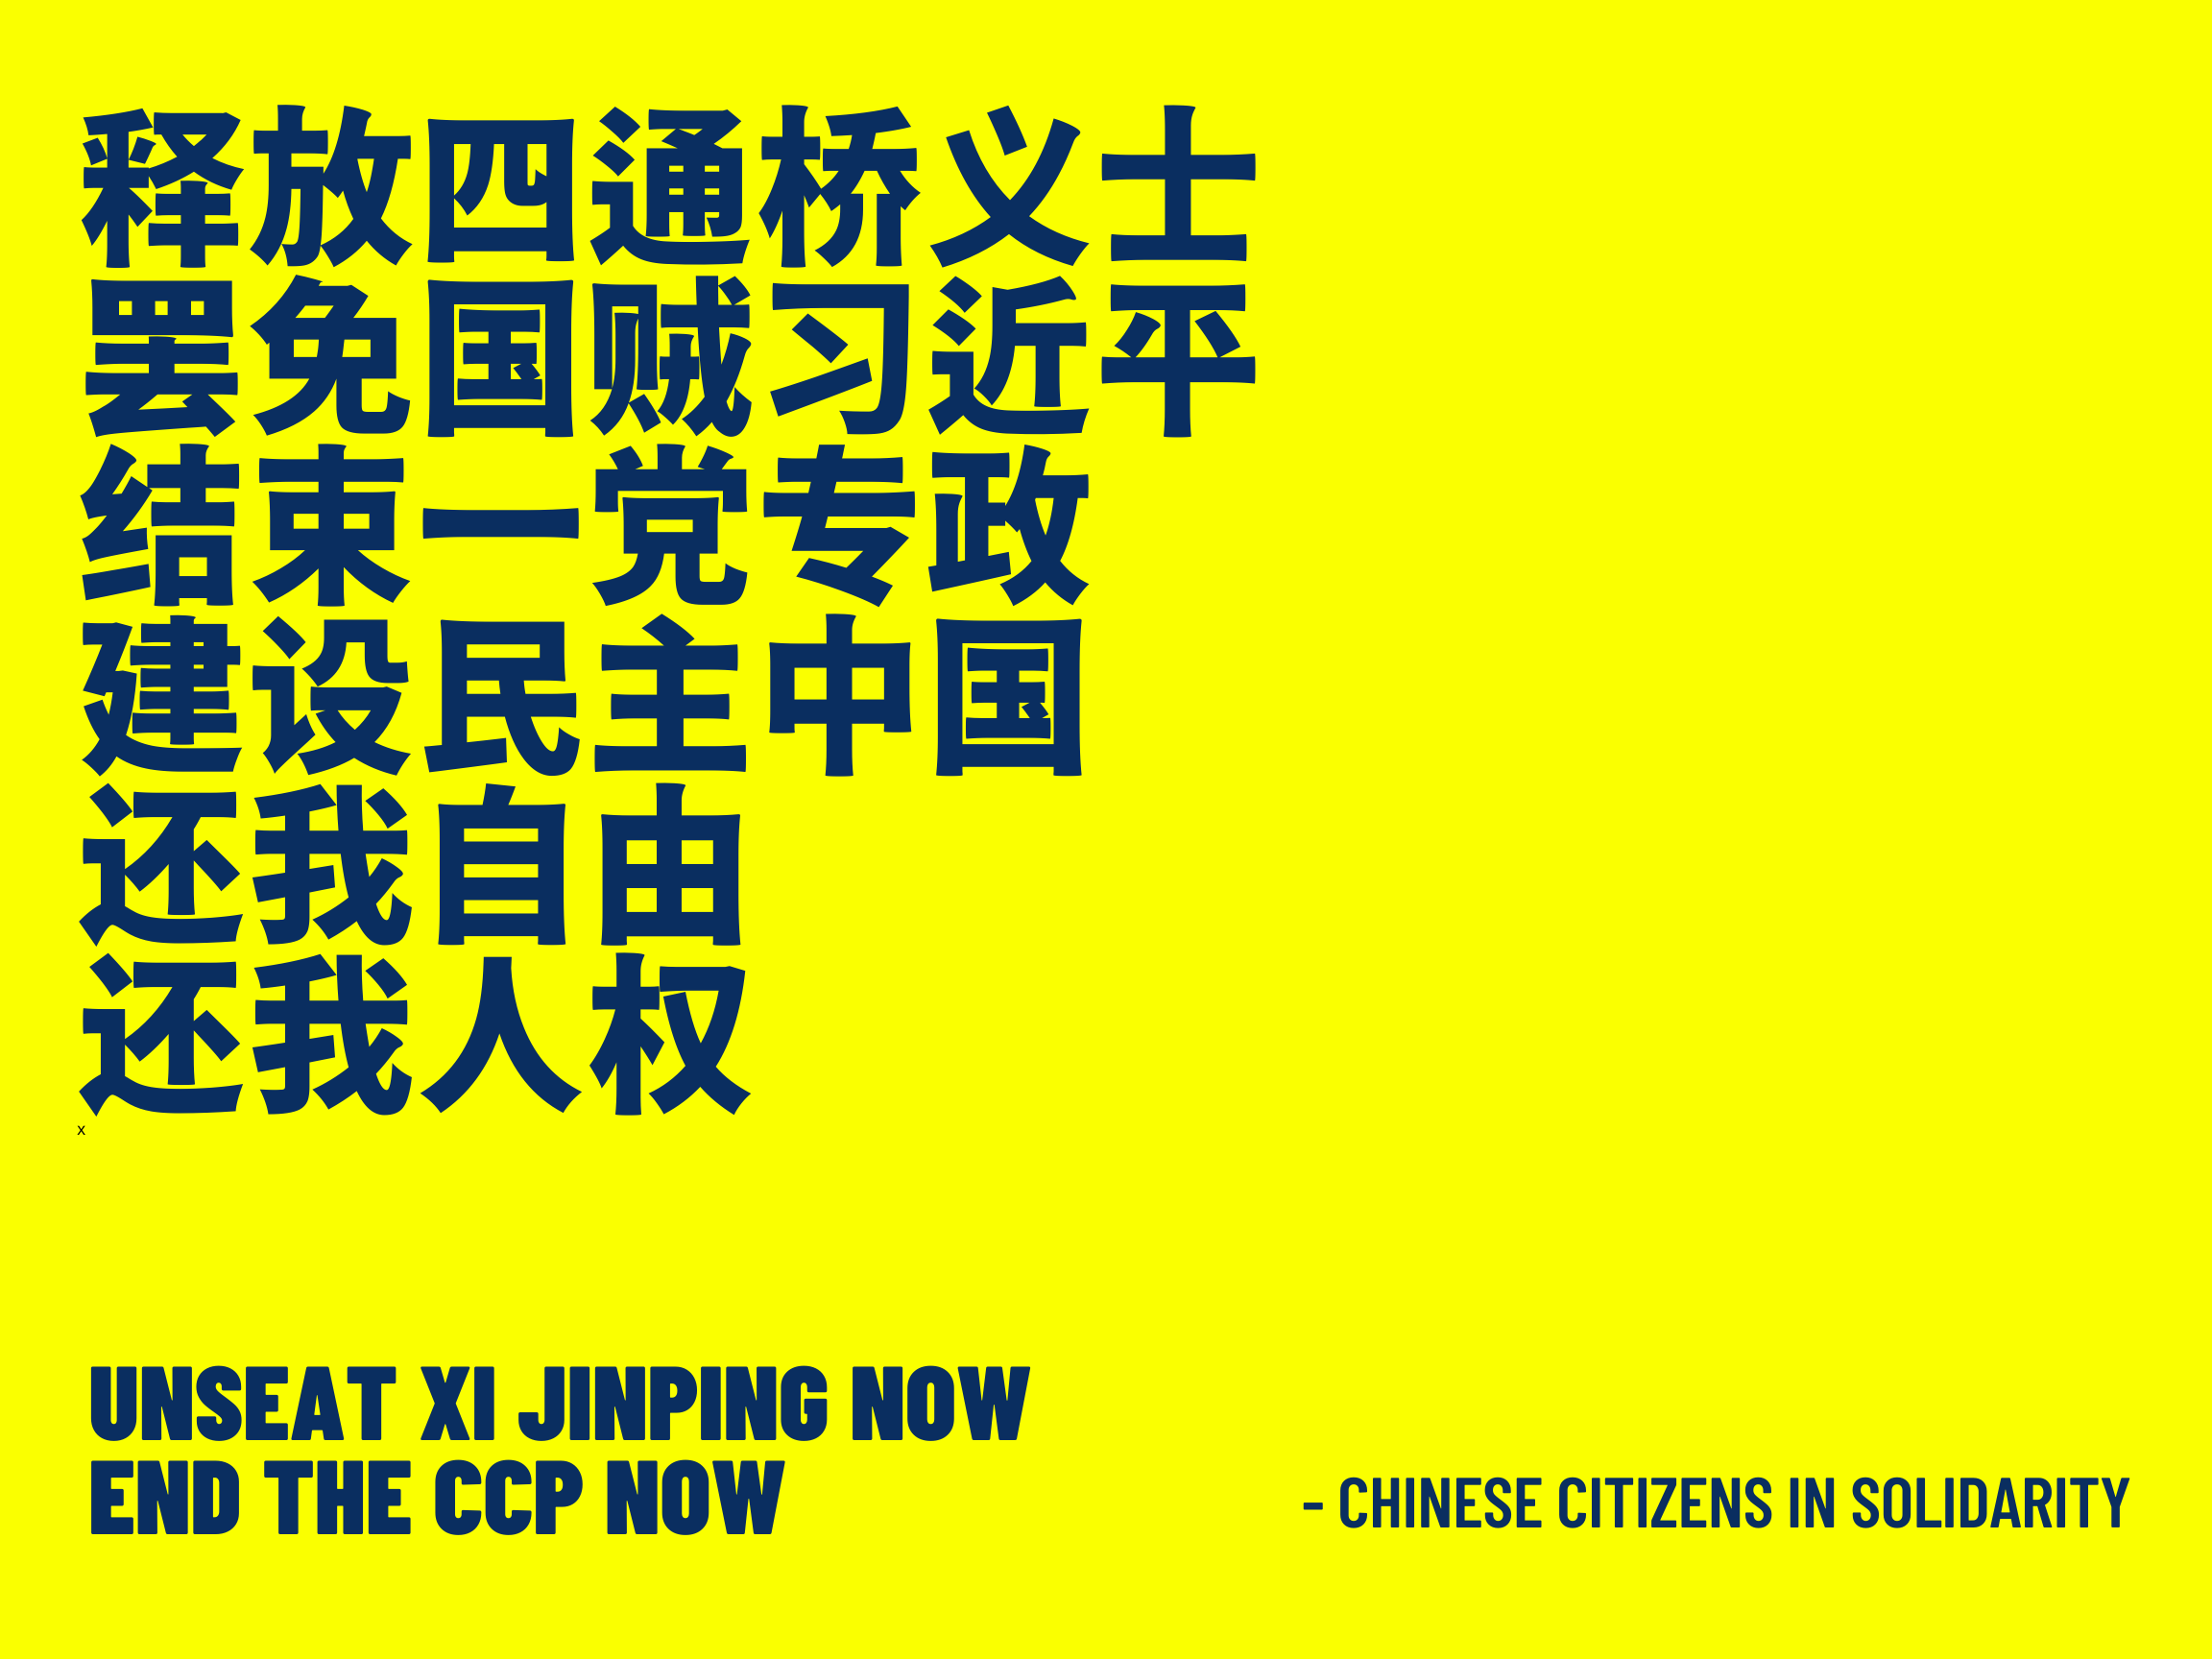 释放四通桥义士
罢免国贼习近平
结束一党专政
建设民主中国
还我自由
还我人权
x
UNSEAT XI JINPING NOW
END THE CCP NOW
- CHINESE CITIZENS IN SOLIDARITY